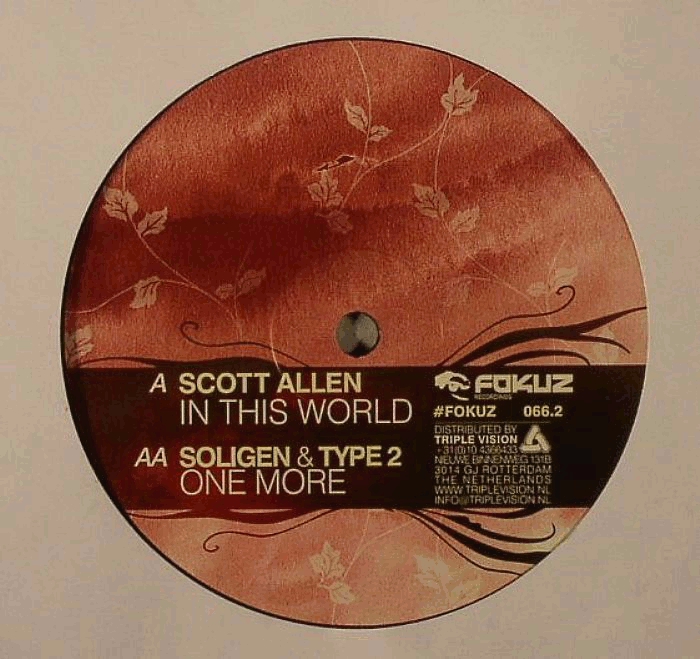 A SCOTT ALLEN
IN THIS WORLD
AA SOLIGEN & TYPE 2
ONE MORE
FOKUZ
RECORDINGS
#FOKUZ 066.2
DISTRIBUTED BY
TRIPLE VISION
+31(0)10 4366433
NIEUWE BINNENWEG 131B
3014 GJ ROTTERDAM
THE NETHERLANDS
WWW.TRIPLEVISION.NL
INFO@TRIPLEVISION.NL